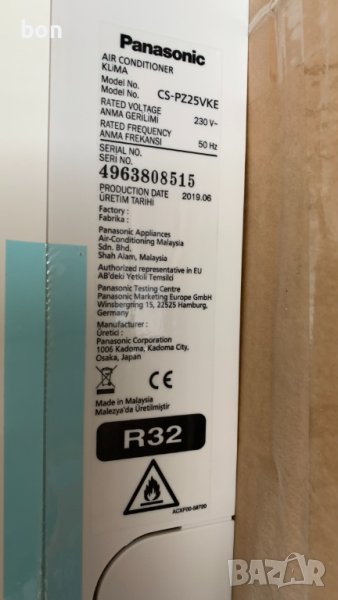 bon
Panasonic
AIR CONDITIONER
KLIMA
Model No.
Model No. CS-PZ25VKE
RATED VOLTAGE
ANMA GERILIMI 230 V~
RATED FREQUENCY
ANMA FREKANSI 50 Hz
SERIAL NO.
SERI NO.
4963808515
PRODUCTION DATE 2019.06
ÜRETIM TARIHI
Factory :
Fabrika :
Panasonic Appliances
Air-Conditioning Malaysia
Sdn. Bhd.
Shah Alam, Malaysia
Authorized representative in EU
AB'deki Yetkili Temsilci
Panasonic Testing Centre
Panasonic Marketing Europe GmbH
Winsbergring 15, 22525 Hamburg,
Germany
Manufacturer :
Üretici :
Panasonic Corporation
1006 Kadoma, Kadoma City,
Osaka, Japan
CE
Made in Malaysia
Malezya'da Üretilmiştir
R32
ACXF00-58700
BAZAR